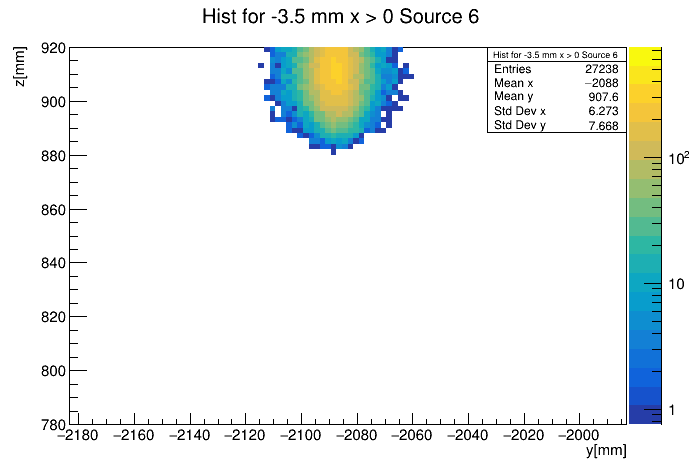 Hist for -3.5 mm x > 0 Source 6
z[mm]
920
900
880
860
840
820
800
780
−2180 −2160 −2140 −2120 −2100 −2080 −2060 −2040 −2020 −2000
y[mm]
Hist for -3.5 mm x > 0 Source 6
Entries 27238
Mean x −2088
Mean y 907.6
Std Dev x 6.273
Std Dev y 7.668
10²
10
1